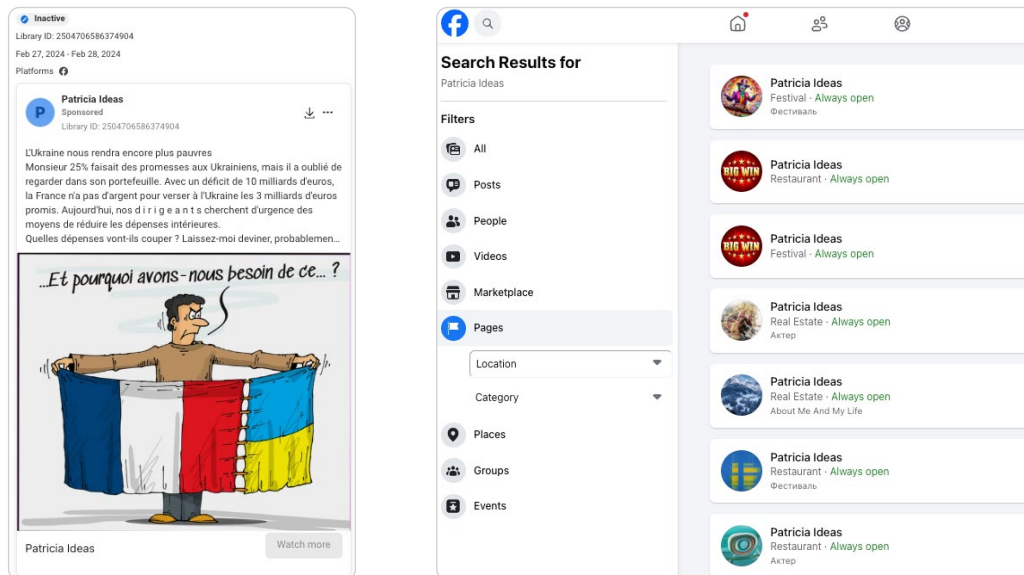 Inactive
Library ID: 2504706586374904
Feb 27, 2024 - Feb 28, 2024
Platforms
P
Patricia Ideas
Sponsored
Library ID: 2504706586374904
L'Ukraine nous rendra encore plus pauvres
Monsieur 25% faisait des promesses aux Ukrainiens, mais il a oublié de
regarder dans son portefeuille. Avec un déficit de 10 milliards d'euros,
la France n'a pas d'argent pour verser à l'Ukraine les 3 milliards d'euros
promis. Aujourd'hui, nos d i r i g e a n t s cherchent d'urgence des
moyens de réduire les dépenses intérieures.
Quelles dépenses vont-ils couper ? Laissez-moi deviner, probablemen...
...Et pourquoi avons-nous besoin de ce... ?
Patricia Ideas
Watch more
Search Results for
Patricia Ideas
Filters
All
Posts
People
Videos
Marketplace
Pages
Location
Category
Places
Groups
Events
Patricia Ideas
Festival · Always open
Фестиваль
BIG WIN
Patricia Ideas
Restaurant · Always open
BIG WIN
Patricia Ideas
Festival · Always open
Patricia Ideas
Real Estate · Always open
Актер
Patricia Ideas
Real Estate · Always open
About Me And My Life
Patricia Ideas
Restaurant · Always open
Фестиваль
Patricia Ideas
Restaurant · Always open
Актер